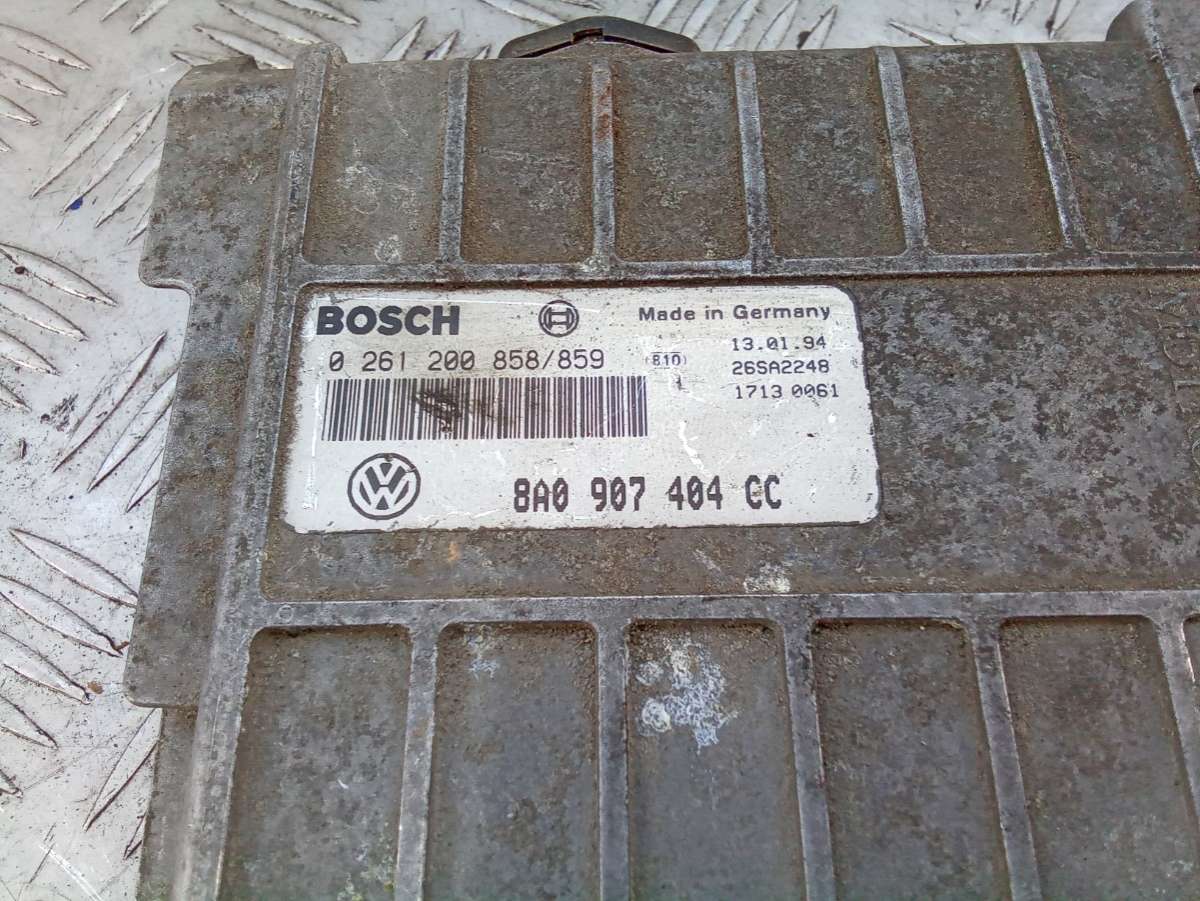 BOSCH
Made in Germany
0 261 200 858/859
(810)
13.01.94
26SA2248
1713 0061
8A0 907 404 CC